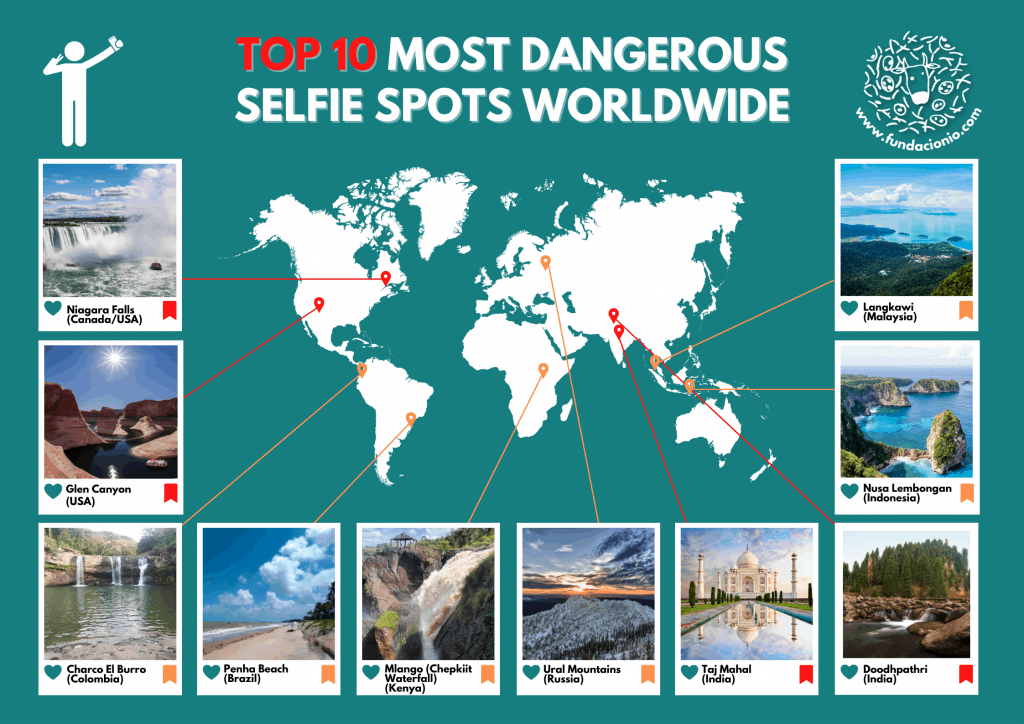 TOP 10 MOST DANGEROUS
SELFIE SPOTS WORLDWIDE
www.fundacionio.com
Niagara Falls
(Canada/USA)
Langkawi
(Malaysia)
Glen Canyon
(USA)
Nusa Lembongan
(Indonesia)
Charco El Burro
(Colombia)
Penha Beach
(Brazil)
Mlango (Chepkiit
Waterfall)
(Kenya)
Ural Mountains
(Russia)
Taj Mahal
(India)
Doodhpathri
(India)